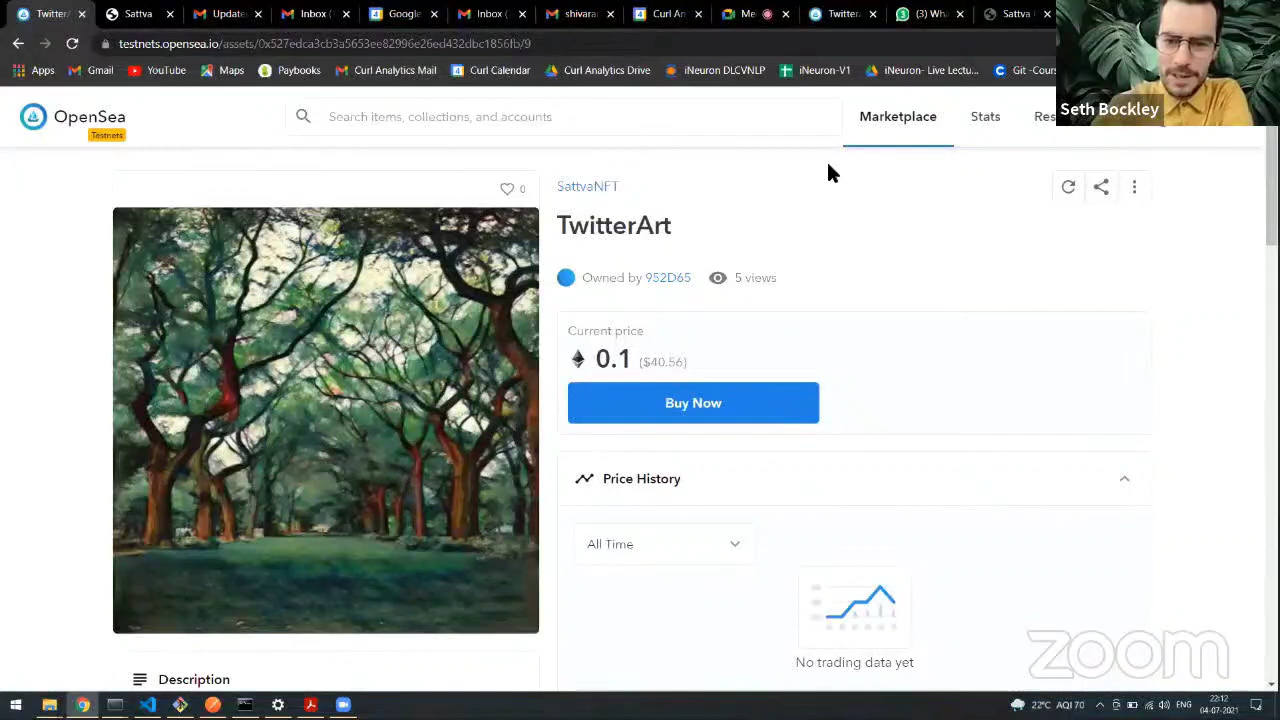 Twitter
Sattva
Update
Inbox (
Google
Inbox (
shivaran
Curl An
Me
Twitter
(3) Wha
Sattva
testnets.opensea.io/assets/0x527edca3cb3a5653ee82996e26ed432dbc1856fb/9
Apps
Gmail
YouTube
Maps
Paybooks
Curl Analytics Mail
Curl Calendar
Curl Analytics Drive
iNeuron DLCVNLP
iNeuron-V1
iNeuron- Live Lectu...
Git -Cours
Seth Bockley
OpenSea
Testnets
Search items, collections, and accounts
Marketplace
Stats
Res
0
SattvaNFT
TwitterArt
Owned by 952D65
5 views
Current price
0.1 ($40.56)
Buy Now
Price History
All Time
No trading data yet
Description
zoom
22°C AQI 70
ENG
22:12
04-07-2021